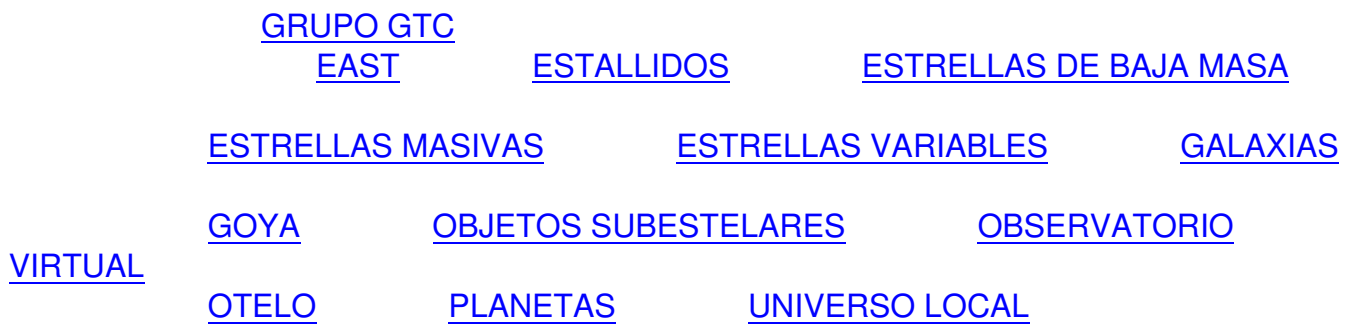 GRUPO GTC
EAST ESTALLIDOS ESTRELLAS DE BAJA MASA
ESTRELLAS MASIVAS ESTRELLAS VARIABLES GALAXIAS
GOYA OBJETOS SUBESTELARES OBSERVATORIO
VIRTUAL
OTELO PLANETAS UNIVERSO LOCAL